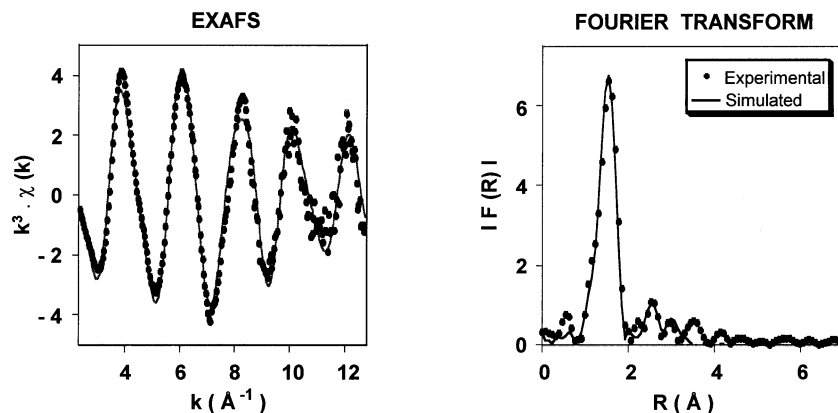 EXAFS
4
2
0
- 2
- 4
k³ . χ (k)
4
6
8
10
12
k ( Å⁻¹ )
FOURIER TRANSFORM
Experimental
Simulated
6
4
2
0
I F (R) I
0
2
4
6
R ( Å )